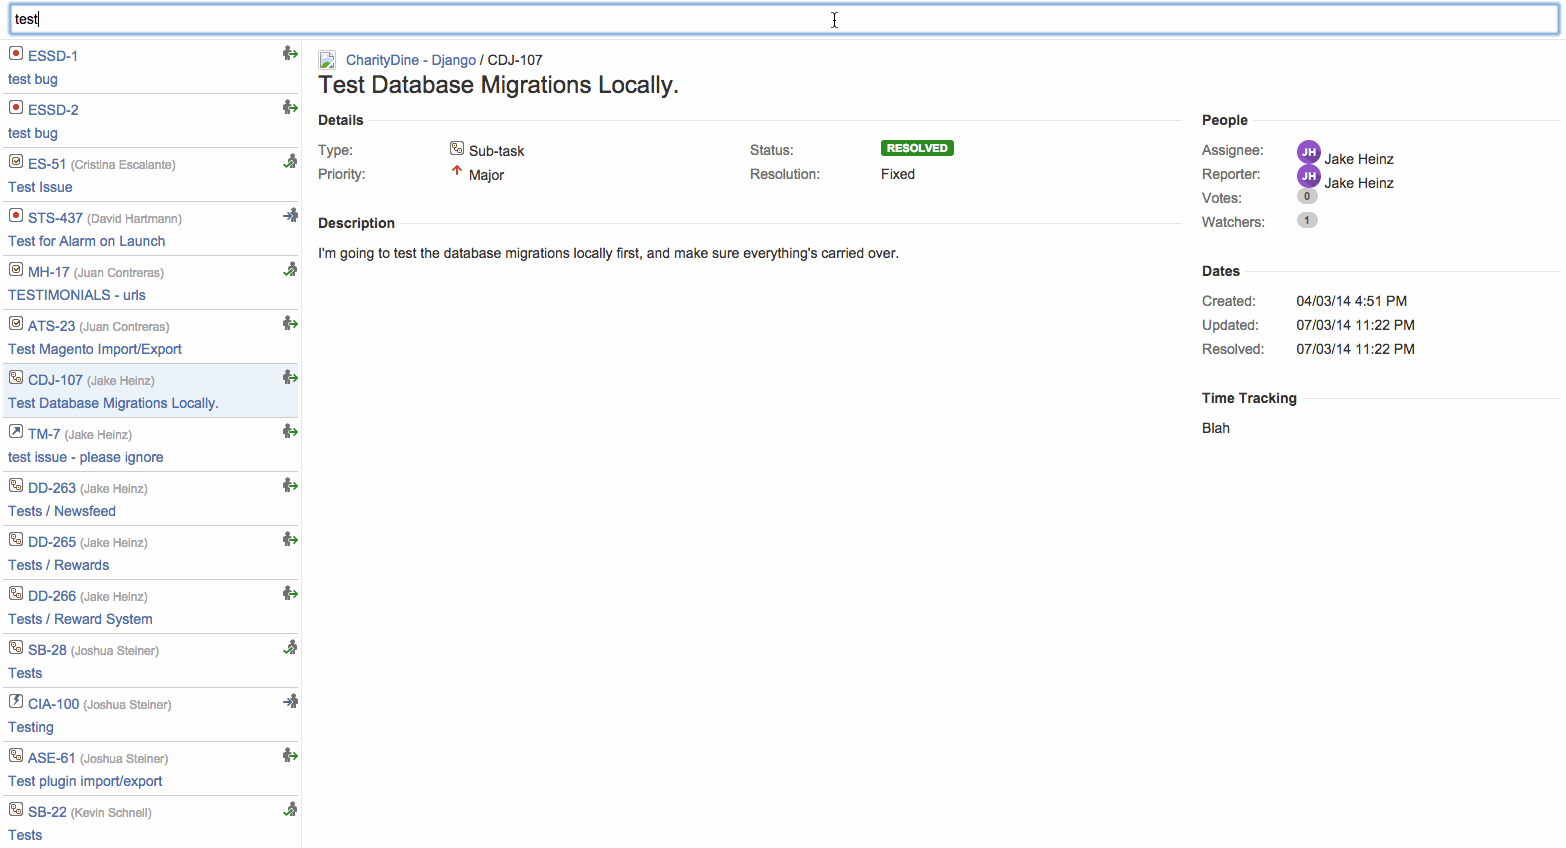 test
ESSD-1
test bug
ESSD-2
test bug
ES-51 (Cristina Escalante)
Test Issue
STS-437 (David Hartmann)
Test for Alarm on Launch
MH-17 (Juan Contreras)
TESTIMONIALS - urls
ATS-23 (Juan Contreras)
Test Magento Import/Export
CDJ-107 (Jake Heinz)
Test Database Migrations Locally.
TM-7 (Jake Heinz)
test issue - please ignore
DD-263 (Jake Heinz)
Tests / Newsfeed
DD-265 (Jake Heinz)
Tests / Rewards
DD-266 (Jake Heinz)
Tests / Reward System
SB-28 (Joshua Steiner)
Tests
CIA-100 (Joshua Steiner)
Testing
ASE-61 (Joshua Steiner)
Test plugin import/export
SB-22 (Kevin Schnell)
Tests
CharityDine - Django / CDJ-107
Test Database Migrations Locally.
Details
Type: Sub-task
Status: RESOLVED
Priority: Major
Resolution: Fixed
Description
I'm going to test the database migrations locally first, and make sure everything's carried over.
People
Assignee: JH Jake Heinz
Reporter: JH Jake Heinz
Votes: 0
Watchers: 1
Dates
Created: 04/03/14 4:51 PM
Updated: 07/03/14 11:22 PM
Resolved: 07/03/14 11:22 PM
Time Tracking
Blah